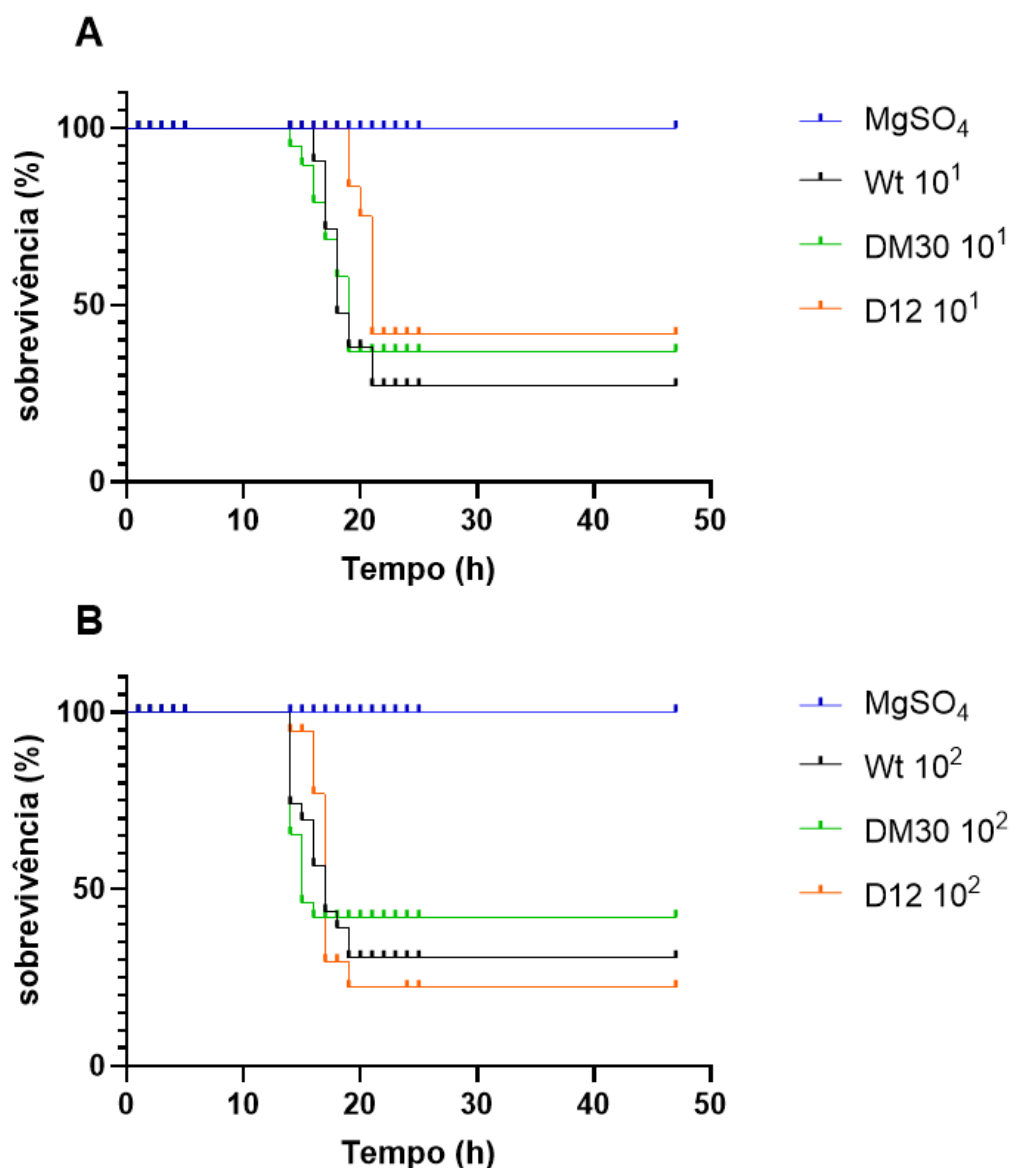 A
sobrevivência (%)
100
50
0
0 10 20 30 40 50
Tempo (h)
MgSO₄
Wt 10¹
DM30 10¹
D12 10¹
B
sobrevivência (%)
100
50
0
0 10 20 30 40 50
Tempo (h)
MgSO₄
Wt 10²
DM30 10²
D12 10²